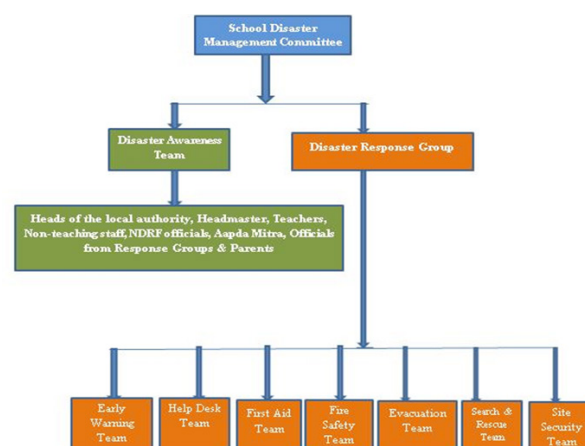 School Disaster
Management Committee
Disaster Awareness
Team
Disaster Response Group
Heads of the local authority, Headmaster, Teachers,
Non-teaching staff, NDRF officials, Aapda Mitra, Officials
from Response Groups & Parents
Early
Warning
Team
Help Desk
Team
First Aid
Team
Fire
Safety
Team
Evacuation
Team
Search &
Rescue
Team
Site
Security
Team